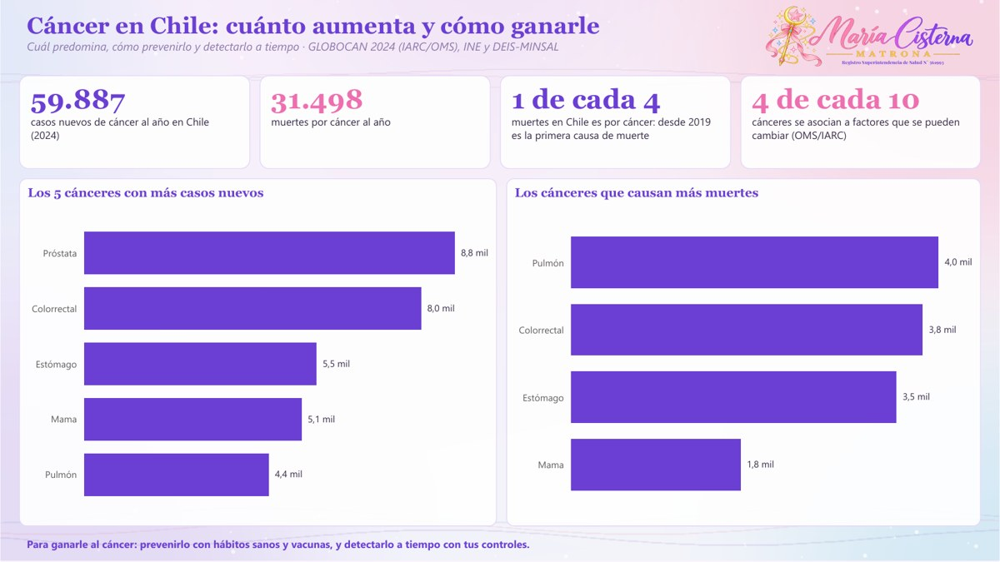 Cáncer en Chile: cuánto aumenta y cómo ganarle
Cuál predomina, cómo prevenirlo y detectarlo a tiempo · GLOBOCAN 2024 (IARC/OMS), INE y DEIS-MINSAL
María Cisterna
MATRONA
59.887
casos nuevos de cáncer al año en Chile
(2024)
31.498
muertes por cáncer al año
1 de cada 4
muertes en Chile es por cáncer: desde 2019
es la primera causa de muerte
4 de cada 10
cánceres se asocian a factores que se pueden
cambiar (OMS/IARC)
Los 5 cánceres con más casos nuevos
Próstata 8,8 mil
Colorrectal 8,0 mil
Estómago 5,5 mil
Mama 5,1 mil
Pulmón 4,4 mil
Los cánceres que causan más muertes
Pulmón 4,0 mil
Colorrectal 3,8 mil
Estómago 3,5 mil
Mama 1,8 mil
Para ganarle al cáncer: prevenirlo con hábitos sanos y vacunas, y detectarlo a tiempo con tus controles.